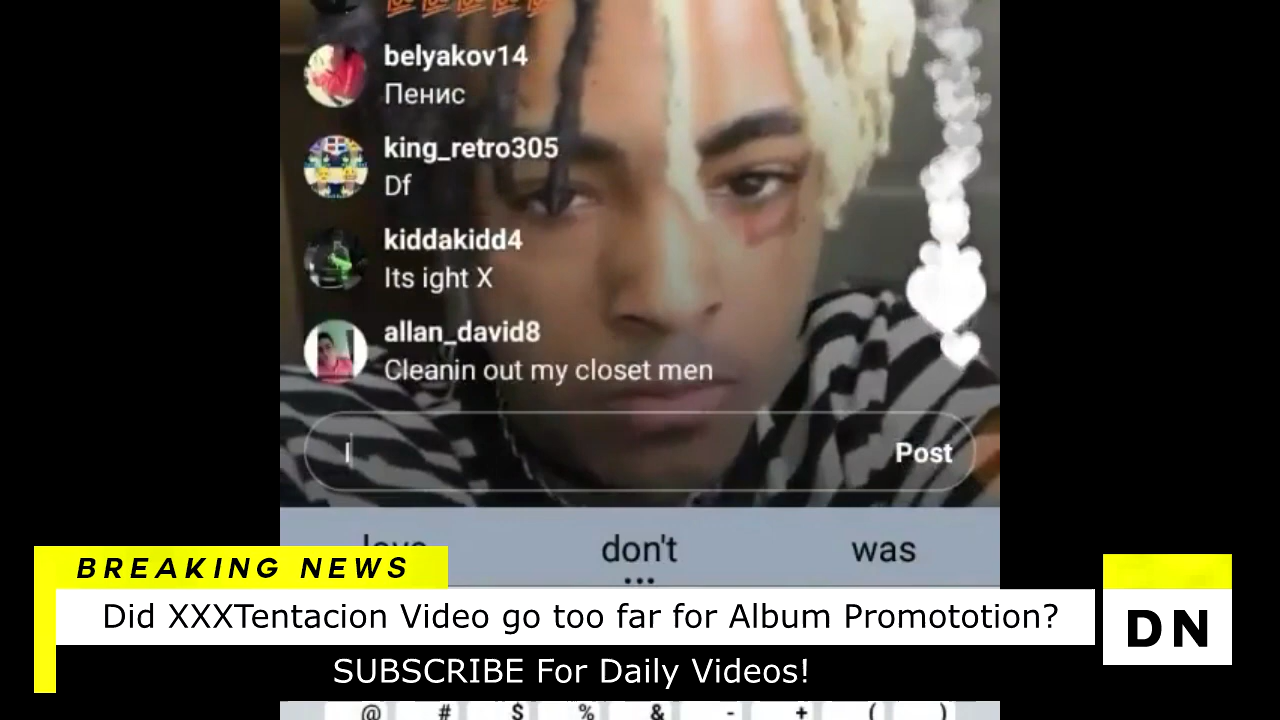 belyakov14
Пенис
king_retro305
Df
kiddakidd4
Its ight X
allan_david8
Cleanin out my closet men
I
Post
love don't was
BREAKING NEWS
Did XXXTentacion Video go too far for Album Promototion?
DN
SUBSCRIBE For Daily Videos!
@ # $ % & - + ( )